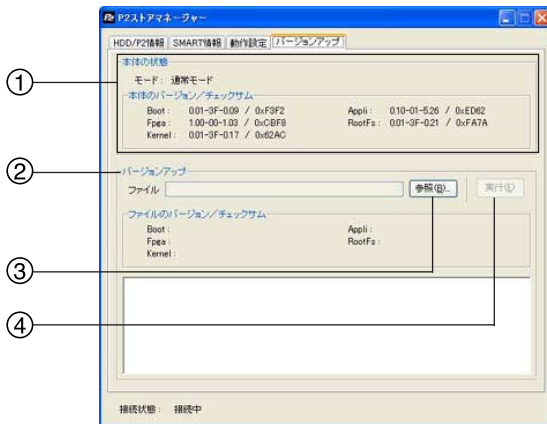 P2ストアマネージャー
HDD/P2情報 SMART情報 動作設定 バージョンアップ
① 本体の状態
モード: 通常モード
本体のバージョン/チェックサム
Boot: 0.01-3F-0.09 / 0xF3F2 Appli: 0.10-01-5.26 / 0xED62
Fpga: 1.00-00-1.03 / 0xCBF8 RootFs: 0.01-3F-0.21 / 0xFA7A
Kernel: 0.01-3F-0.17 / 0x62AC
② バージョンアップ
ファイル 参照(B)... 実行(E)
ファイルのバージョン/チェックサム
Boot: Appli:
Fpga: RootFs:
Kernel:
③
④
接続状態: 接続中